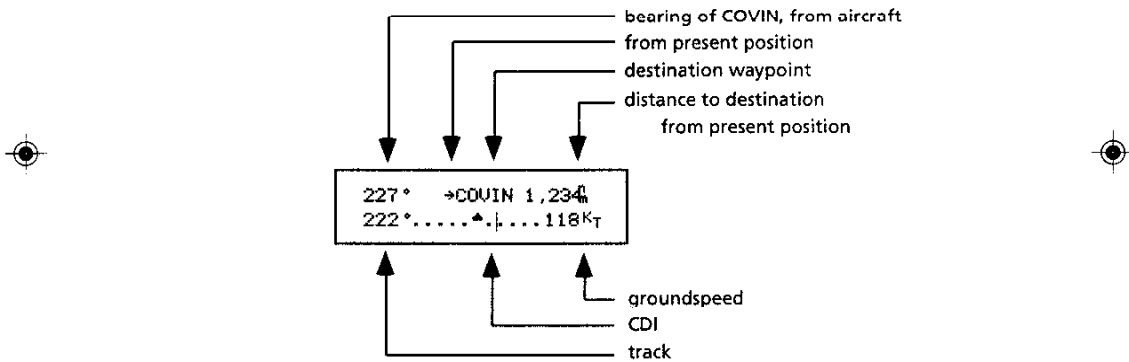 bearing of COVIN, from aircraft
from present position
destination waypoint
distance to destination
from present position
227° →COVIN 1,234nm
222°.....▲.|....118KT
groundspeed
CDI
track